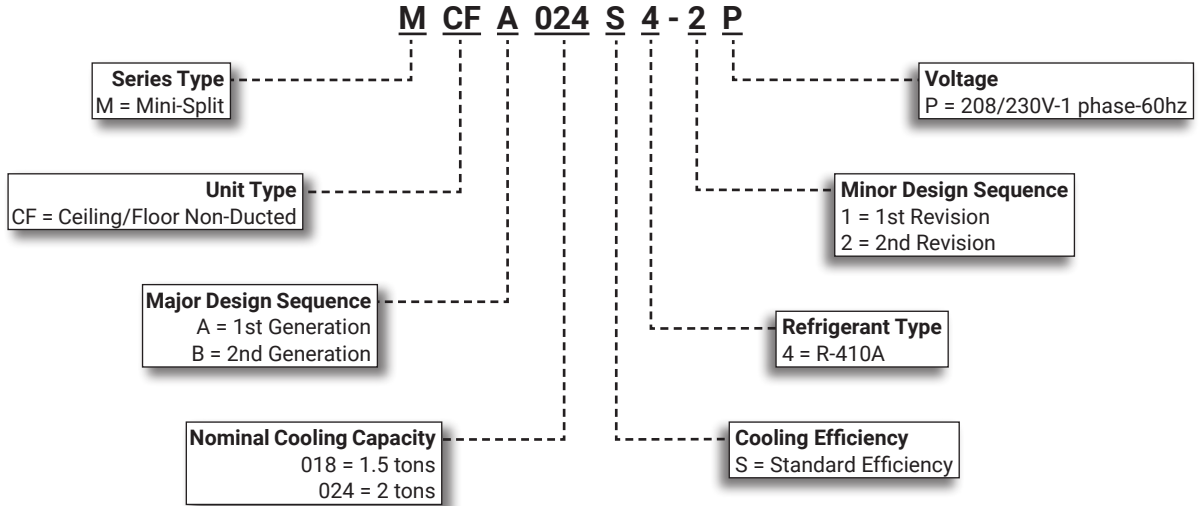 M CF A 024 S 4 - 2 P
Series Type
M = Mini-Split
Voltage
P = 208/230V-1 phase-60hz
Unit Type
CF = Ceiling/Floor Non-Ducted
Minor Design Sequence
1 = 1st Revision
2 = 2nd Revision
Major Design Sequence
A = 1st Generation
B = 2nd Generation
Refrigerant Type
4 = R-410A
Nominal Cooling Capacity
018 = 1.5 tons
024 = 2 tons
Cooling Efficiency
S = Standard Efficiency